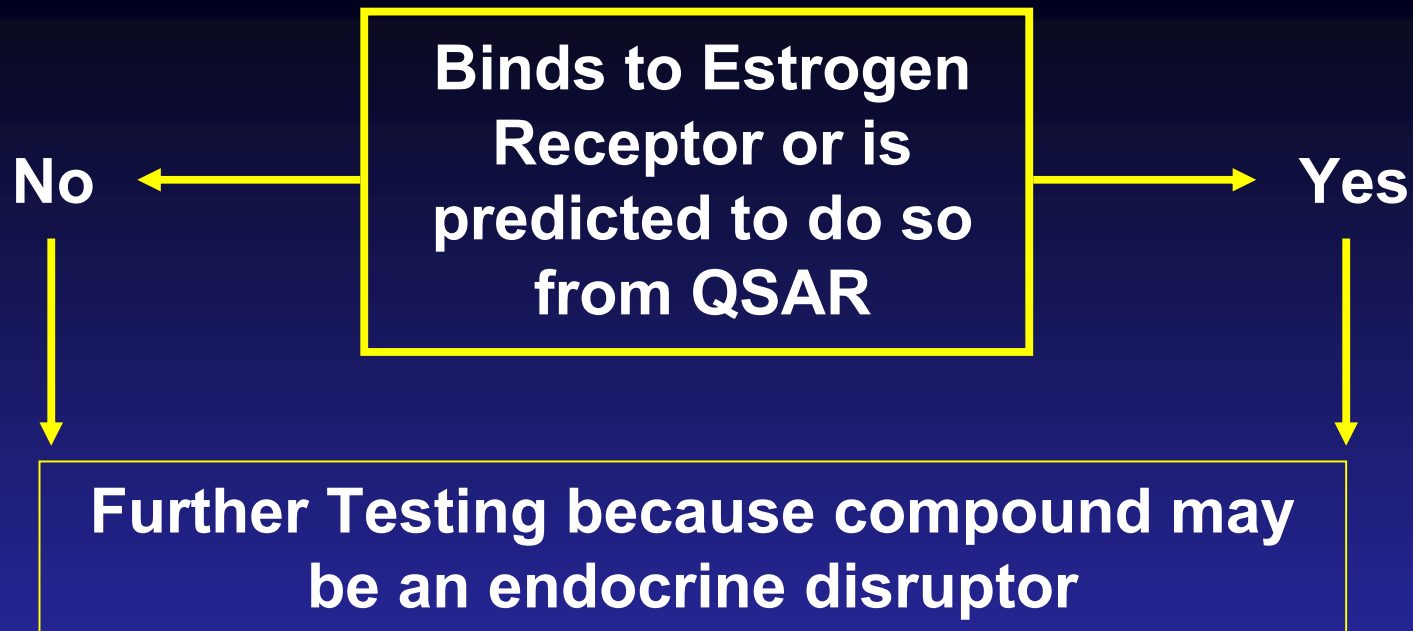 Binds to Estrogen
Receptor or is
predicted to do so
from QSAR
No
Yes
Further Testing because compound may
be an endocrine disruptor